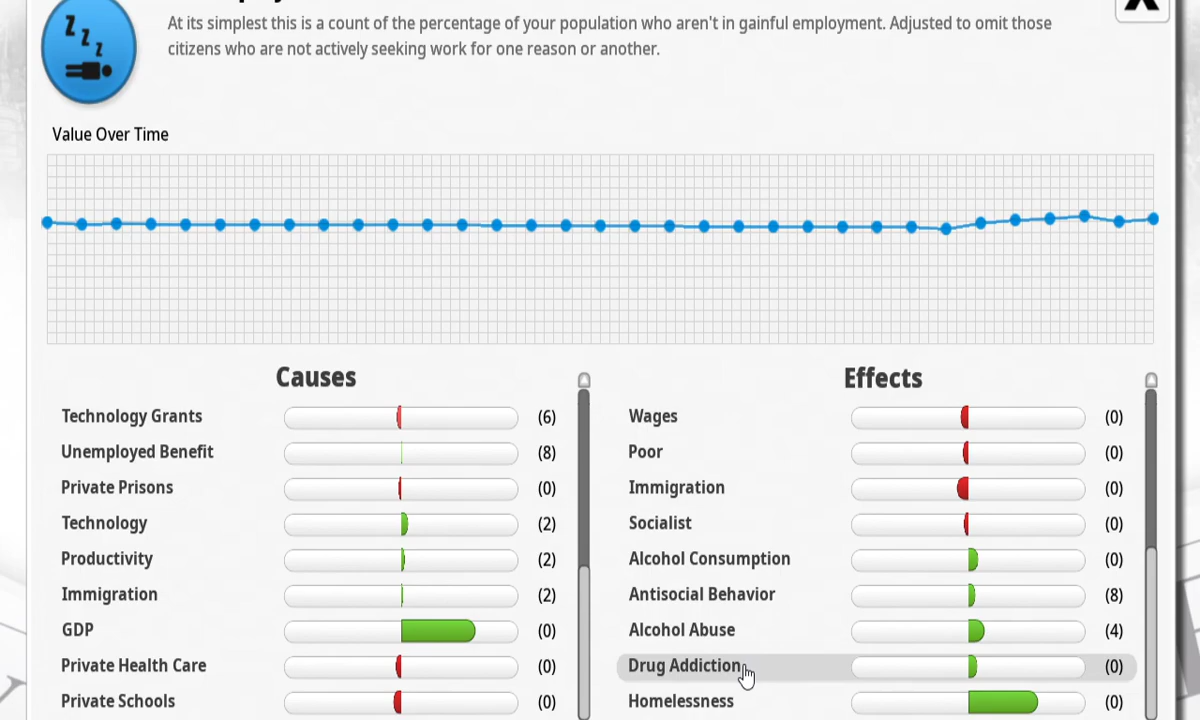 At its simplest this is a count of the percentage of your population who aren't in gainful employment. Adjusted to omit those
citizens who are not actively seeking work for one reason or another.
Value Over Time
Causes
Technology Grants (6)
Unemployed Benefit (8)
Private Prisons (0)
Technology (2)
Productivity (2)
Immigration (2)
GDP (0)
Private Health Care (0)
Private Schools (0)
Effects
Wages (0)
Poor (0)
Immigration (0)
Socialist (0)
Alcohol Consumption (0)
Antisocial Behavior (8)
Alcohol Abuse (4)
Drug Addiction (0)
Homelessness (0)